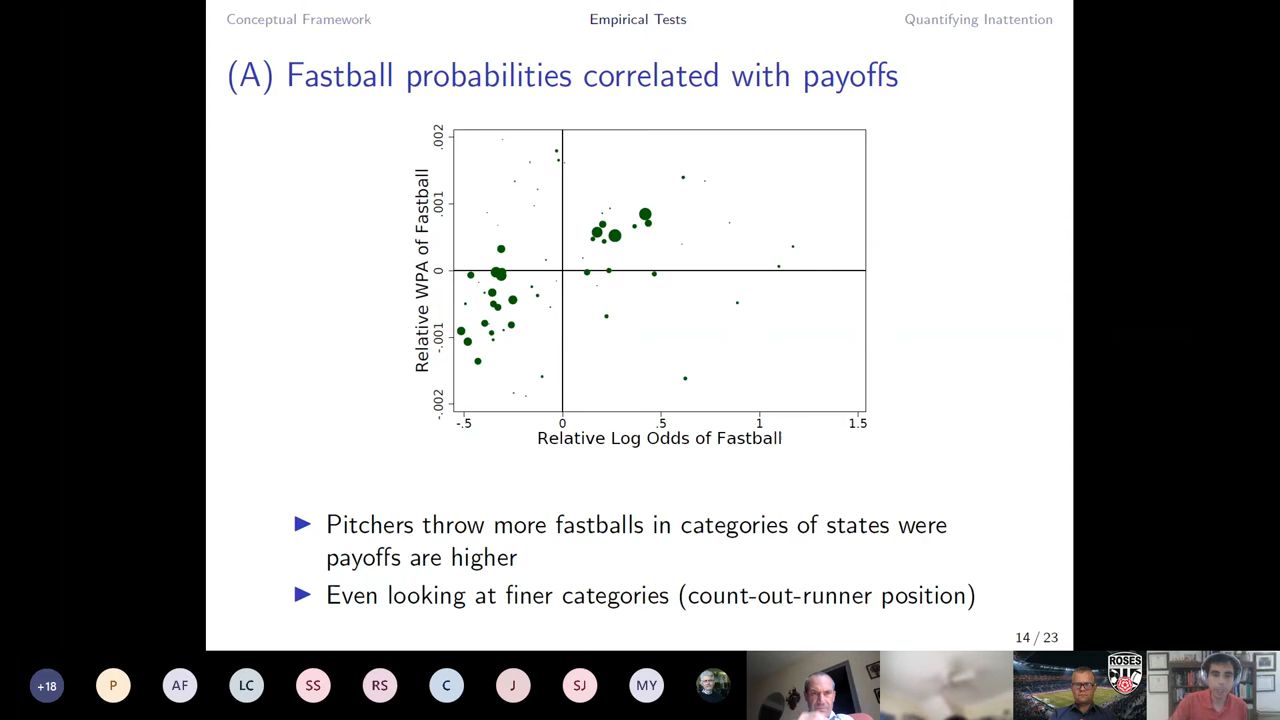 Conceptual Framework Empirical Tests Quantifying Inattention
(A) Fastball probabilities correlated with payoffs
Relative WPA of Fastball
.002
.001
0
-.001
-.002
-.5 0 .5 1 1.5
Relative Log Odds of Fastball
Pitchers throw more fastballs in categories of states were
payoffs are higher
Even looking at finer categories (count-out-runner position)
14 / 23
+18 P AF LC SS RS C J SJ MY
ROSES